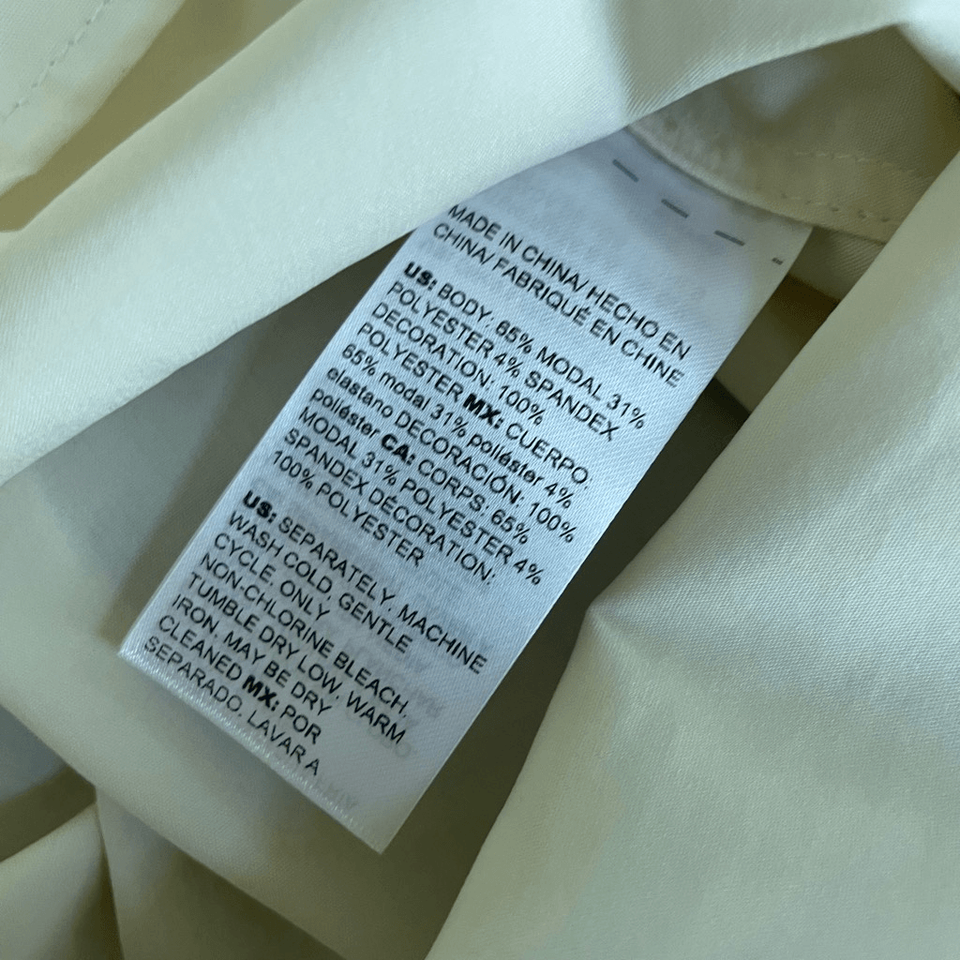 MADE IN CHINA/ HECHO EN
CHINA/ FABRIQUÉ EN CHINE
US: BODY: 65% MODAL 31%
POLYESTER 4% SPANDEX
DECORATION: 100%
POLYESTER MX: CUERPO:
65% modal 31% poliéster 4%
elastano DECORACIÓN: 100%
poliéster CA: CORPS: 65%
MODAL 31% POLYESTER 4%
SPANDEX DÉCORATION:
100% POLYESTER
US: SEPARATELY. MACHINE
WASH COLD, GENTLE
CYCLE. ONLY
NON-CHLORINE BLEACH.
TUMBLE DRY LOW. WARM
IRON. MAY BE DRY
CLEANED MX: POR
SEPARADO. LAVAR A